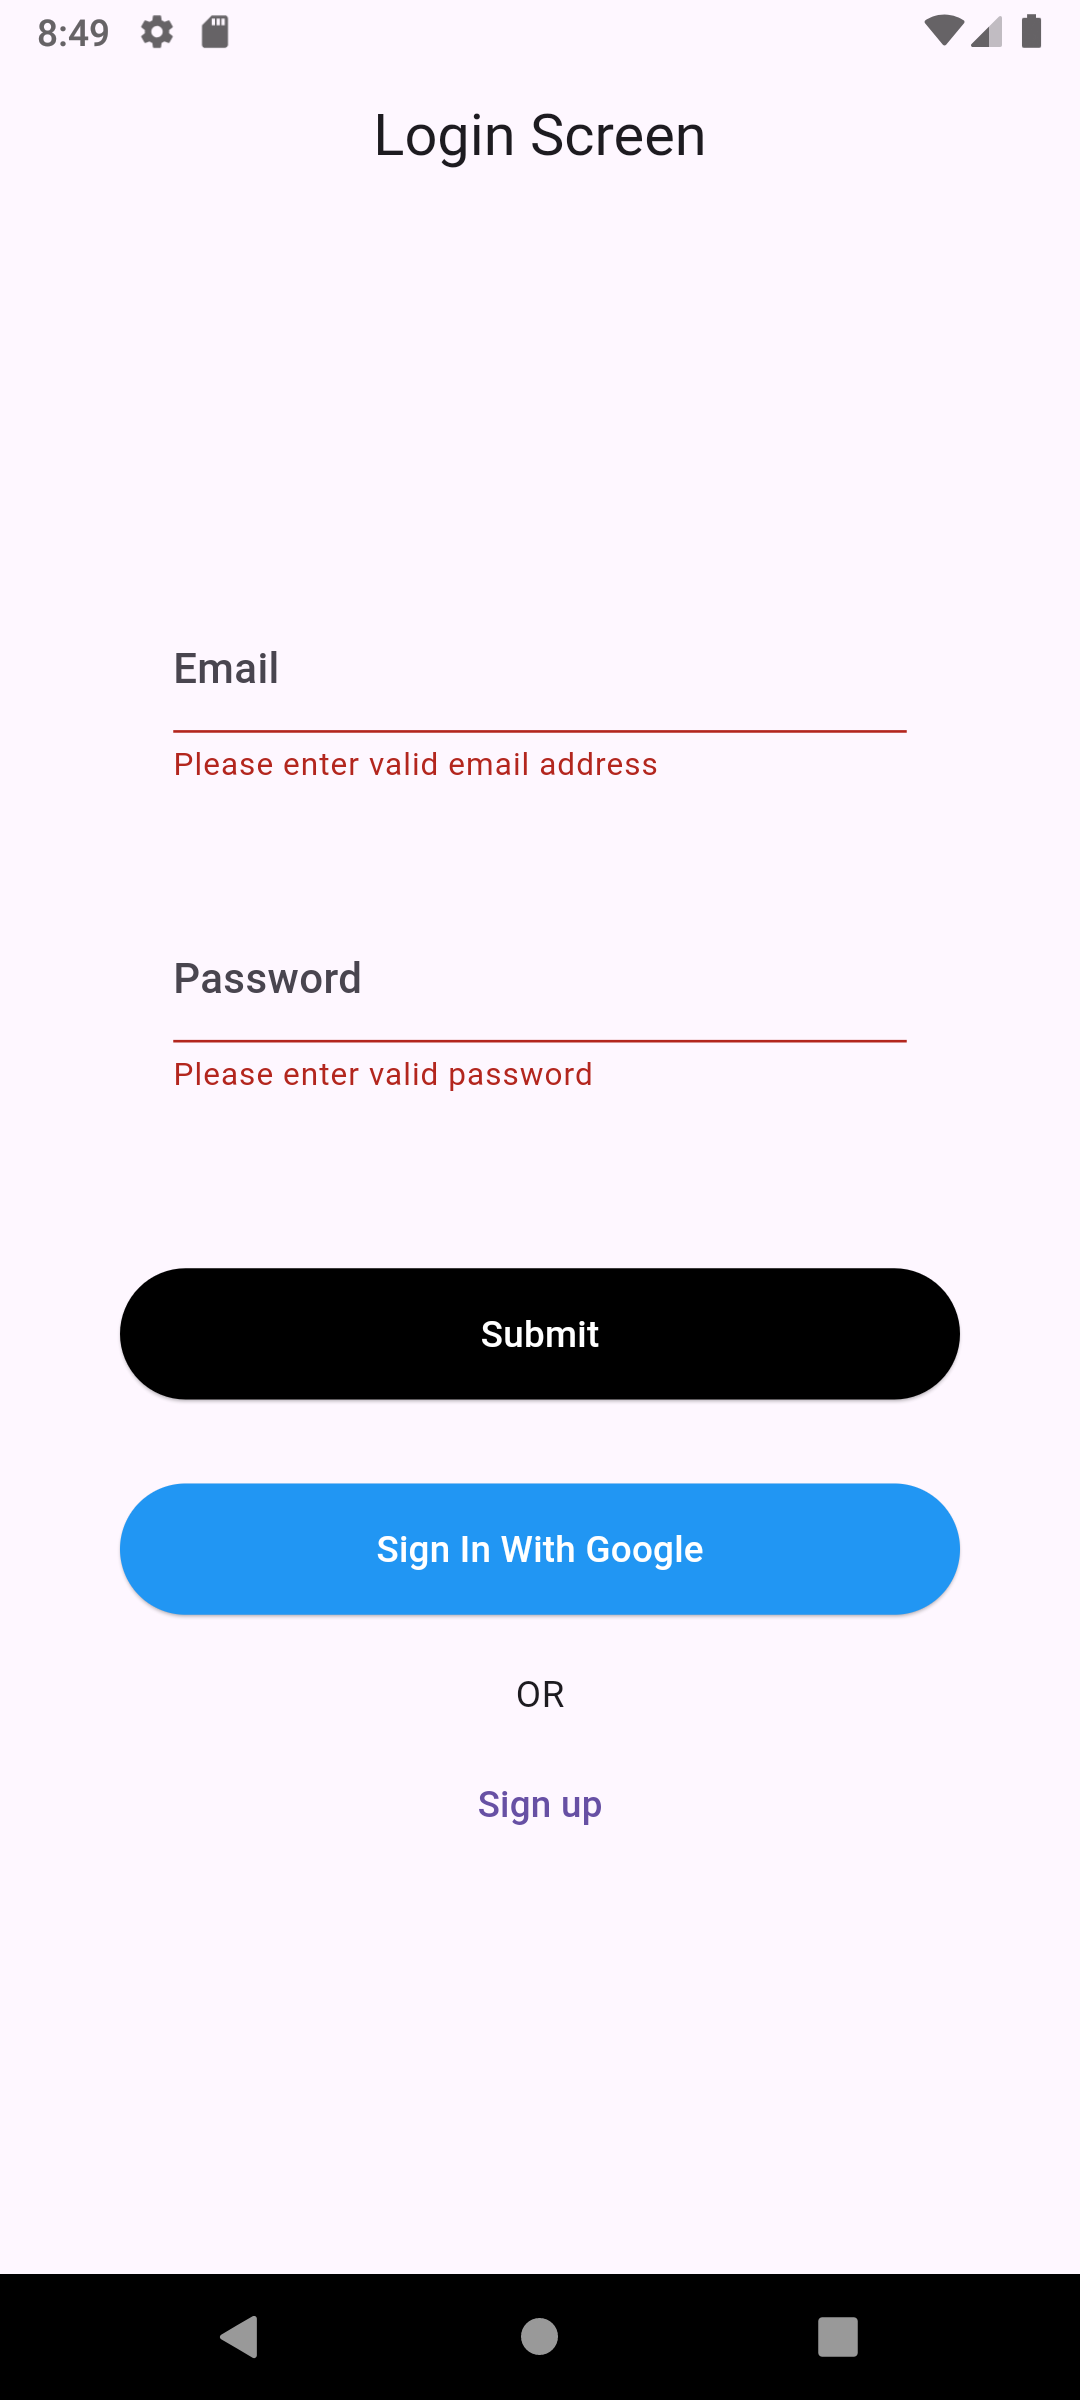 8:49
Login Screen
Email
Please enter valid email address
Password
Please enter valid password
Submit
Sign In With Google
OR
Sign up